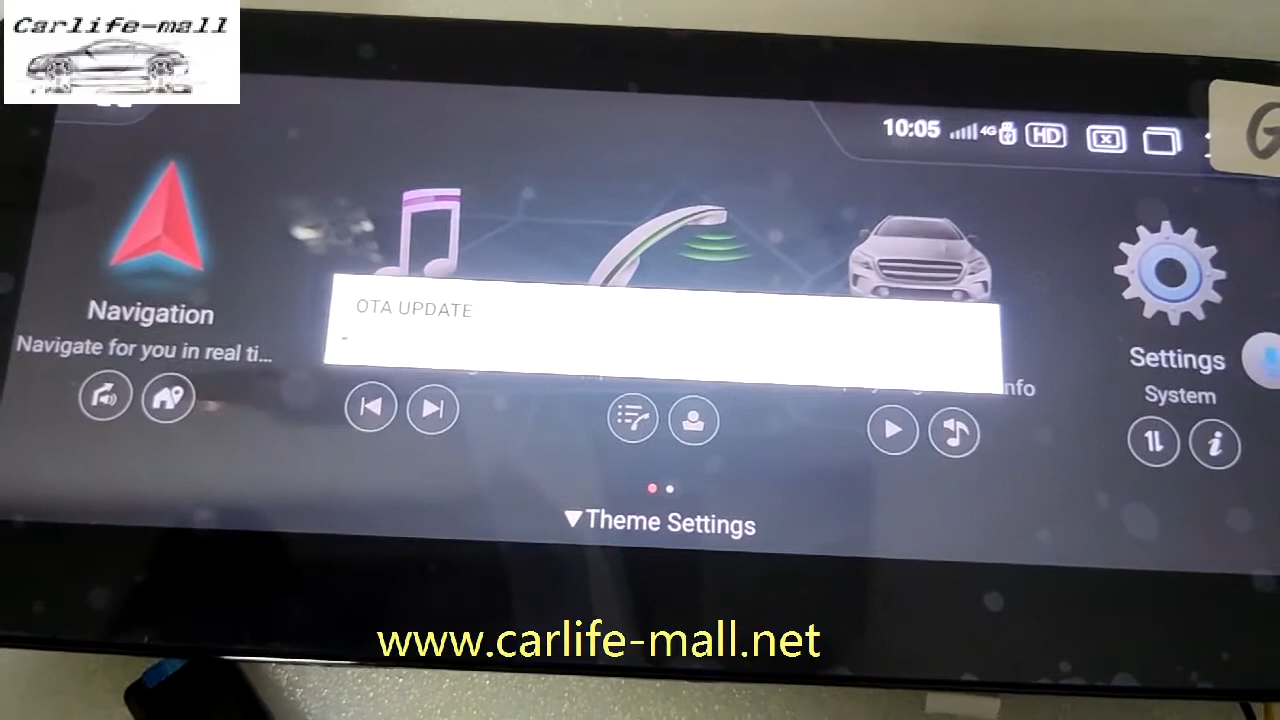 Carlife-mall
10:05 4G HD
G
Navigation
Navigate for you in real ti...
OTA UPDATE
-
nfo
Settings
System
Theme Settings
www.carlife-mall.net